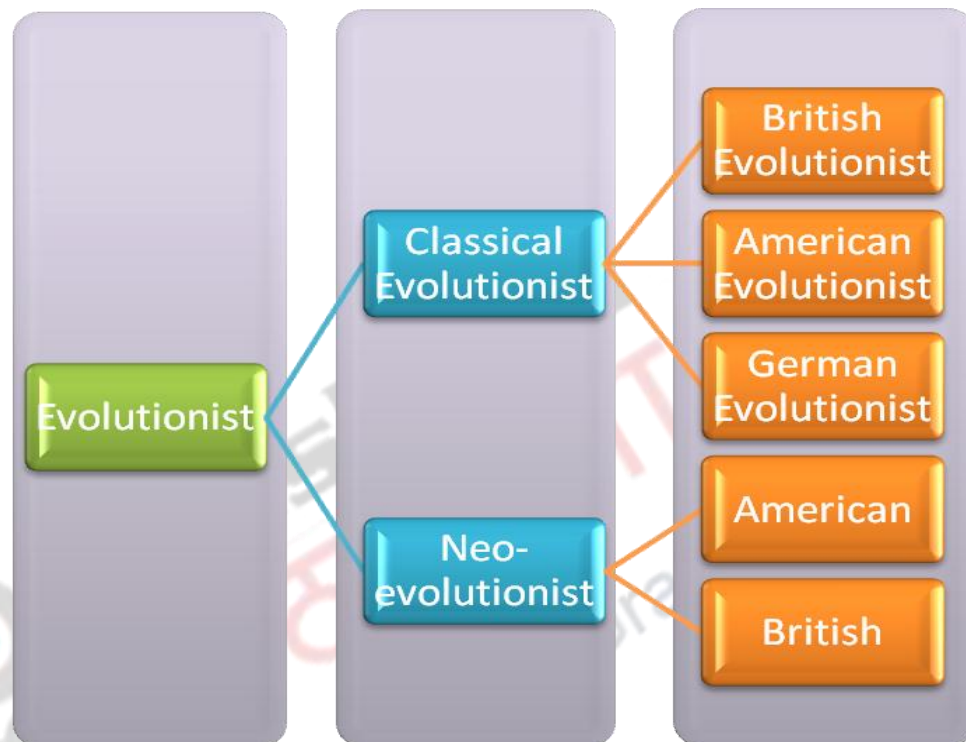 Evolutionist
Classical
Evolutionist
Neo-
evolutionist
British
Evolutionist
American
Evolutionist
German
Evolutionist
American
British